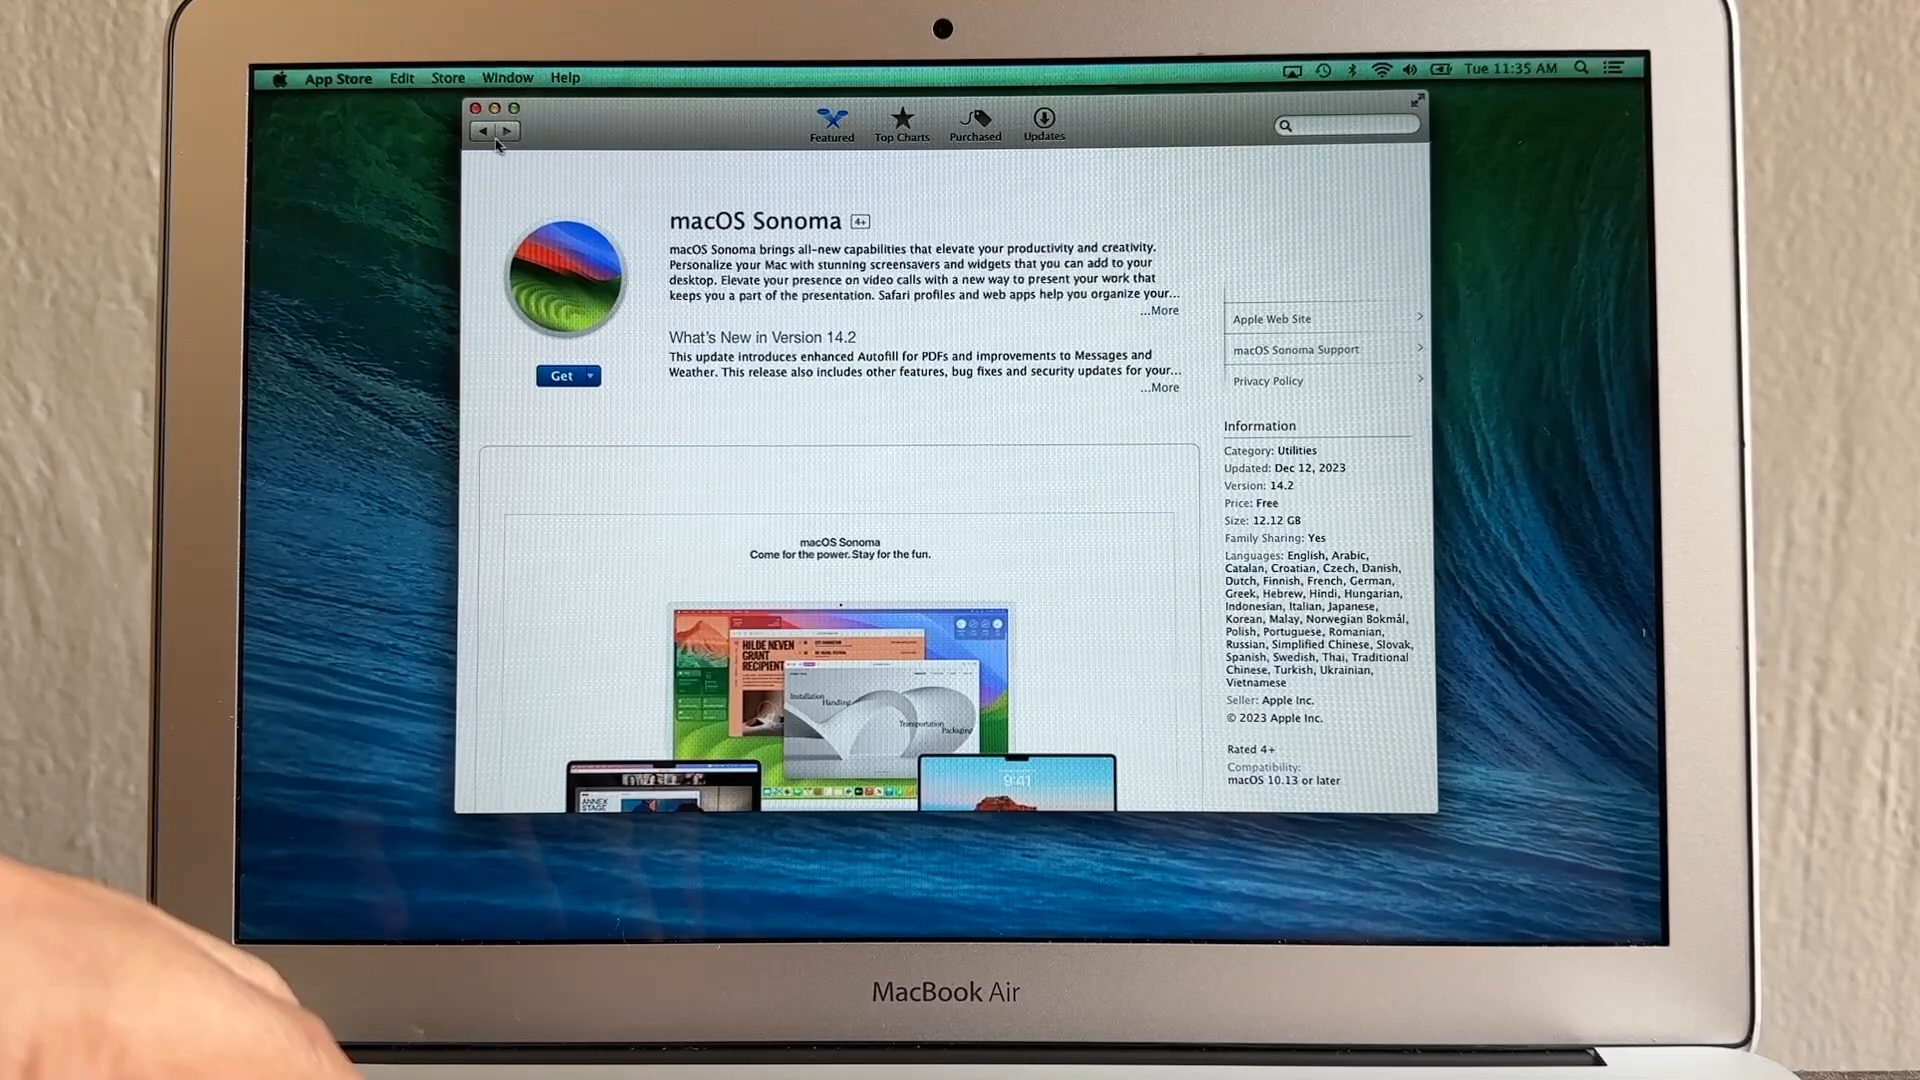 App Store Edit Store Window Help
Tue 11:35 AM
Featured Top Charts Purchased Updates
macOS Sonoma 4+
macOS Sonoma brings all-new capabilities that elevate your productivity and creativity.
Personalize your Mac with stunning screensavers and widgets that you can add to your
desktop. Elevate your presence on video calls with a new way to present your work that
keeps you a part of the presentation. Safari profiles and web apps help you organize your...
...More
What's New in Version 14.2
This update introduces enhanced Autofill for PDFs and improvements to Messages and
Weather. This release also includes other features, bug fixes and security updates for your...
...More
Get
macOS Sonoma
Come for the power. Stay for the fun.
HILDE NEVEN
GRANT
RECIPIENT
Installation
Handling
Transportation
Packaging
ANNEX
STAGE
9:41
Apple Web Site
macOS Sonoma Support
Privacy Policy
Information
Category: Utilities
Updated: Dec 12, 2023
Version: 14.2
Price: Free
Size: 12.12 GB
Family Sharing: Yes
Languages: English, Arabic,
Catalan, Croatian, Czech, Danish,
Dutch, Finnish, French, German,
Greek, Hebrew, Hindi, Hungarian,
Indonesian, Italian, Japanese,
Korean, Malay, Norwegian Bokmål,
Polish, Portuguese, Romanian,
Russian, Simplified Chinese, Slovak,
Spanish, Swedish, Thai, Traditional
Chinese, Turkish, Ukrainian,
Vietnamese
Seller: Apple Inc.
© 2023 Apple Inc.
Rated 4+
Compatibility:
macOS 10.13 or later
MacBook Air